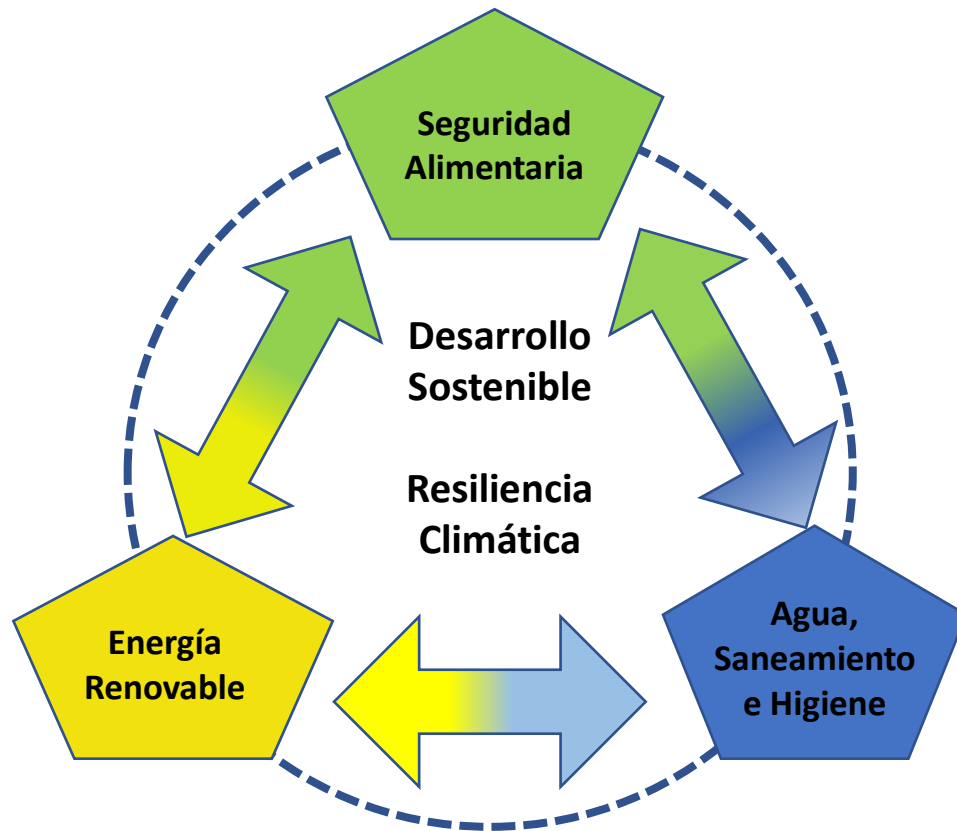 Seguridad
Alimentaria
Desarrollo
Sostenible
Resiliencia
Climática
Energía
Renovable
Agua,
Saneamiento
e Higiene